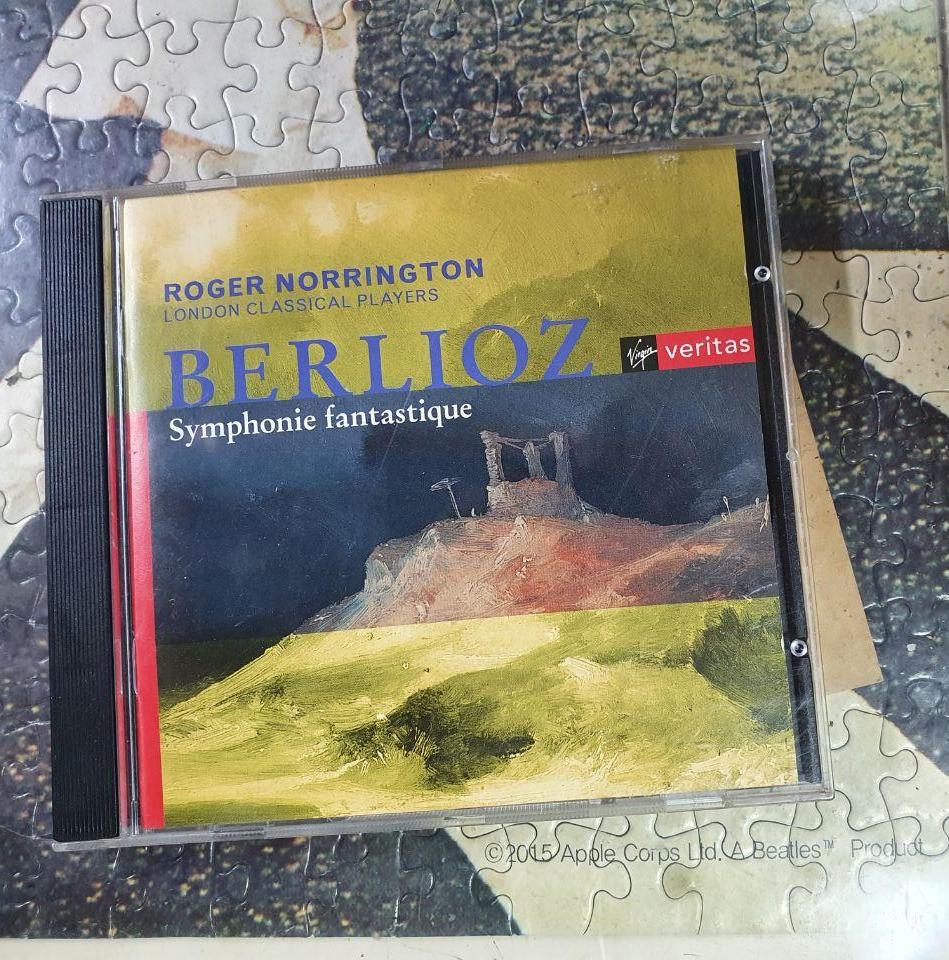 ROGER NORRINGTON
LONDON CLASSICAL PLAYERS
BERLIOZ
Virgin veritas
Symphonie fantastique
©2015 Apple Corps Ltd. A Beatles™ Product